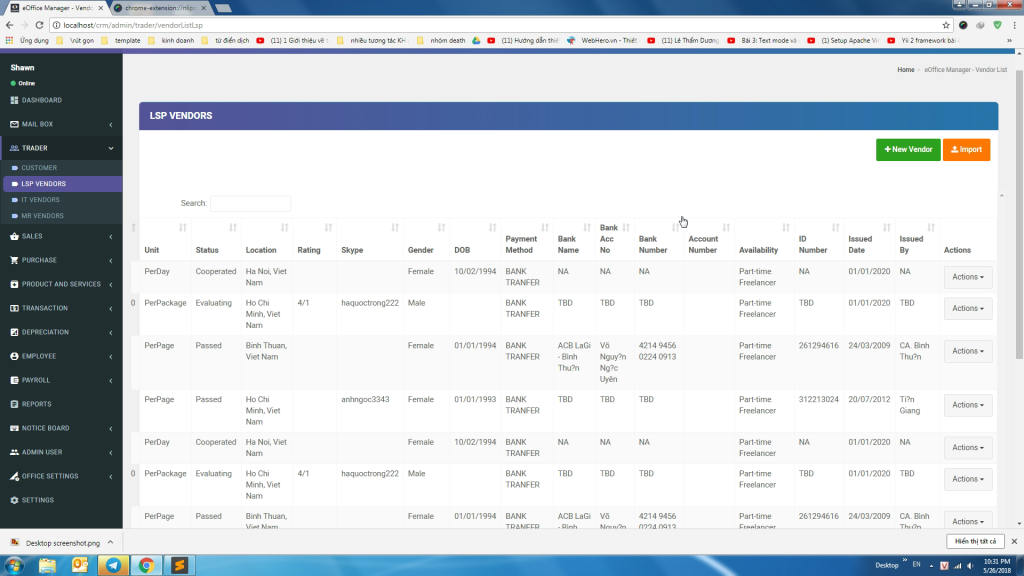 eOffice Manager - Vendo
chrome-extension://nlip
localhost/crm/admin/trader/vendorListLsp
Ứng dụng
\rút gọn
template
kinh doanh
từ điển dịch
(11) 1 Giới thiệu về
nhiều tương tác KH
nhóm death
(11) Hướng dẫn thiế
WebHero.vn - Thiết
(11) Lê Thẩm Dương
Bài 3: Text mode và
(1) Setup Apache Vir
Yii 2 framework bài
»
Shawn
Online
Home - eOffice Manager - Vendor List
DASHBOARD
MAIL BOX
TRADER
CUSTOMER
LSP VENDORS
IT VENDORS
MR VENDORS
SALES
PURCHASE
PRODUCT AND SERVICES
TRANSACTION
DEPRECIATION
EMPLOYEE
PAYROLL
REPORTS
NOTICE BOARD
ADMIN USER
OFFICE SETTINGS
SETTINGS
LSP VENDORS
+ New Vendor
Import
Search:
Unit Status Location Rating Skype Gender DOB Payment Method Bank Name Bank Acc No Bank Number Account Number Availability ID Number Issued Date Issued By Actions
PerDay Cooperated Ha Noi, Viet Nam Female 10/02/1994 BANK TRANFER NA NA NA Part-time Freelancer NA 01/01/2020 NA Actions
0 PerPackage Evaluating Ho Chi Minh, Viet Nam 4/1 haquoctrong222 Male BANK TRANFER TBD TBD TBD Part-time Freelancer TBD 01/01/2020 TBD Actions
PerPage Passed Binh Thuan, Viet Nam Female 01/01/1994 BANK TRANFER ACB LaGi - Bình Thu?n Võ Nguy?n Ng?c Uyên 4214 9456 0224 0913 Part-time Freelancer 261294616 24/03/2009 CA. Bình Thu?n Actions
PerPage Passed Ho Chi Minh, Viet Nam anhngoc3343 Female 01/01/1993 BANK TRANFER TBD TBD TBD Part-time Freelancer 312213024 20/07/2012 Ti?n Giang Actions
PerDay Cooperated Ha Noi, Viet Nam Female 10/02/1994 BANK TRANFER NA NA NA Part-time Freelancer NA 01/01/2020 NA Actions
0 PerPackage Evaluating Ho Chi Minh, Viet Nam 4/1 haquoctrong222 Male BANK TRANFER TBD TBD TBD Part-time Freelancer TBD 01/01/2020 TBD Actions
PerPage Passed Binh Thuan, Viet Nam Female 01/01/1994 BANK TRANFER ACB LaGi - Bình Võ Nguy?n 4214 9456 0224 0913 Part-time Freelancer 261294616 24/03/2009 CA. Bình Thu?n Actions
Desktop screenshot.png
Hiển thị tất cả
Desktop
»
EN
10:31 PM
5/26/2018